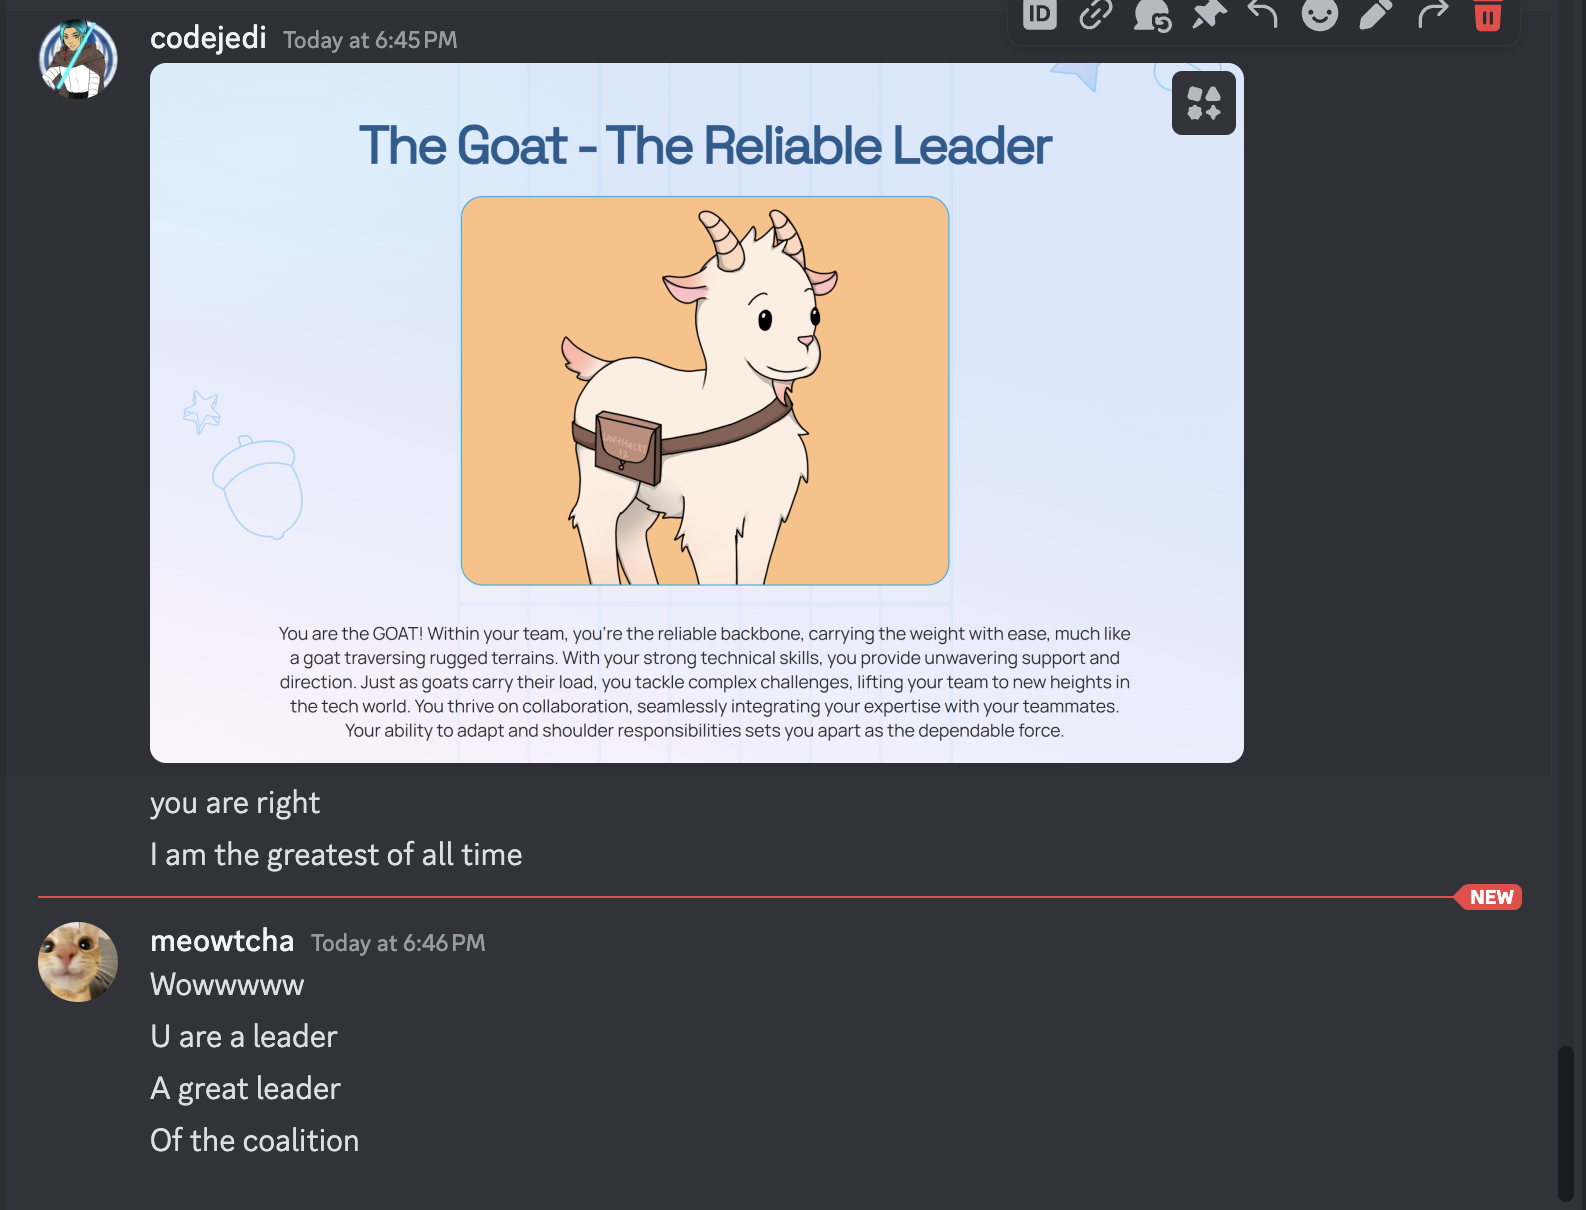 ID
codejedi Today at 6:45 PM
The Goat - The Reliable Leader
UOFTHACKS
12
You are the GOAT! Within your team, you're the reliable backbone, carrying the weight with ease, much like
a goat traversing rugged terrains. With your strong technical skills, you provide unwavering support and
direction. Just as goats carry their load, you tackle complex challenges, lifting your team to new heights in
the tech world. You thrive on collaboration, seamlessly integrating your expertise with your teammates.
Your ability to adapt and shoulder responsibilities sets you apart as the dependable force.
you are right
I am the greatest of all time
NEW
meowtcha Today at 6:46 PM
Wowwwww
U are a leader
A great leader
Of the coalition